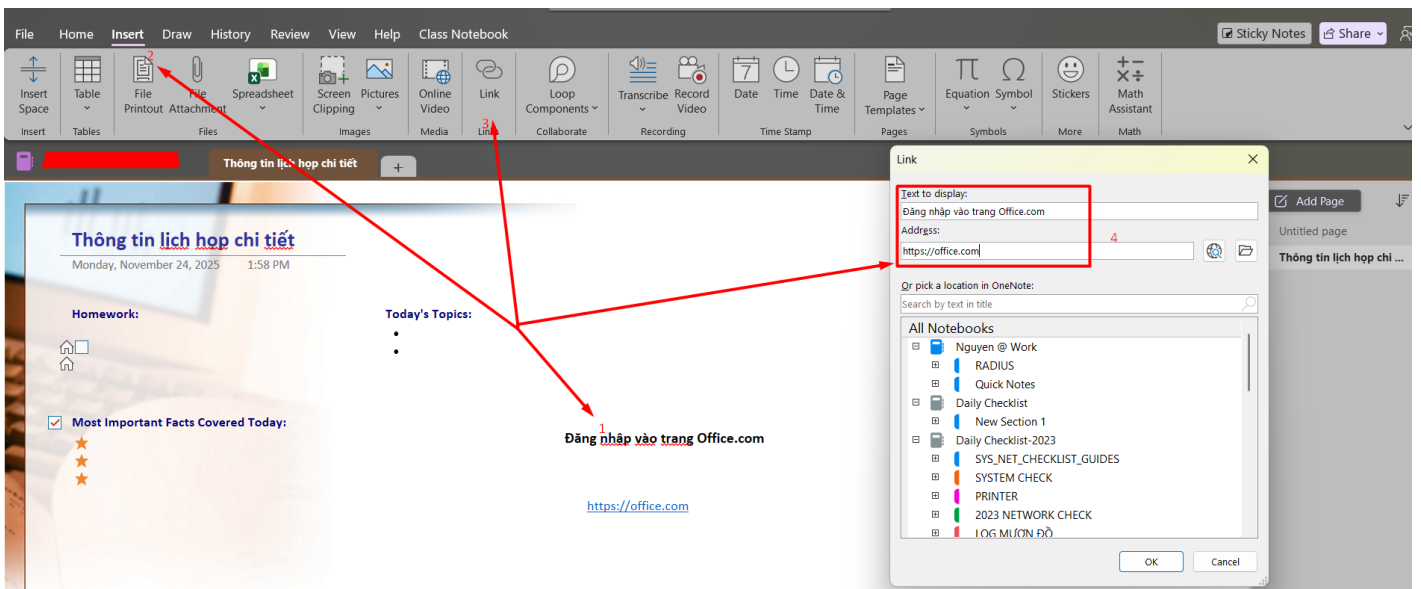 File Home Insert Draw History Review View Help Class Notebook
Sticky Notes Share
2
Insert Space
Table
File Printout
File Attachment
Spreadsheet
Screen Clipping
Pictures
Online Video
Link
Loop Components
Transcribe
Record Video
Date
Time
Date & Time
Page Templates
Equation
Symbol
Stickers
Math Assistant
Insert Tables Files Images Media Links Collaborate Recording Time Stamp Pages Symbols More Math
3
Thông tin lịch họp chi tiết +
Thông tin lịch họp chi tiết
Monday, November 24, 2025 1:58 PM
Homework:
Today's Topics:
Most Important Facts Covered Today:
1
Đăng nhập vào trang Office.com
https://office.com
Link
Text to display:
Đăng nhập vào trang Office.com
Address:
4
https://office.com
Or pick a location in OneNote:
Search by text in title
All Notebooks
Nguyen @ Work
RADIUS
Quick Notes
Daily Checklist
New Section 1
Daily Checklist-2023
SYS_NET_CHECKLIST_GUIDES
SYSTEM CHECK
PRINTER
2023 NETWORK CHECK
LOG MƯỢN ĐỒ
OK Cancel
Add Page
Untitled page
Thông tin lịch họp chi ...